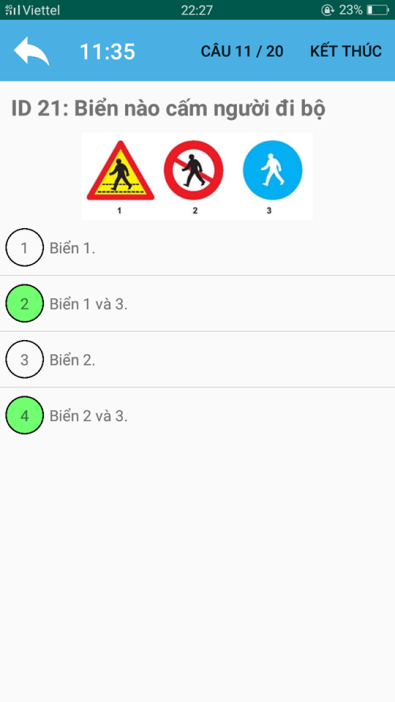 Viettel 22:27 23%
11:35 CÂU 11 / 20 KẾT THÚC
ID 21: Biển nào cấm người đi bộ
1 2 3
1 Biển 1.
2 Biển 1 và 3.
3 Biển 2.
4 Biển 2 và 3.